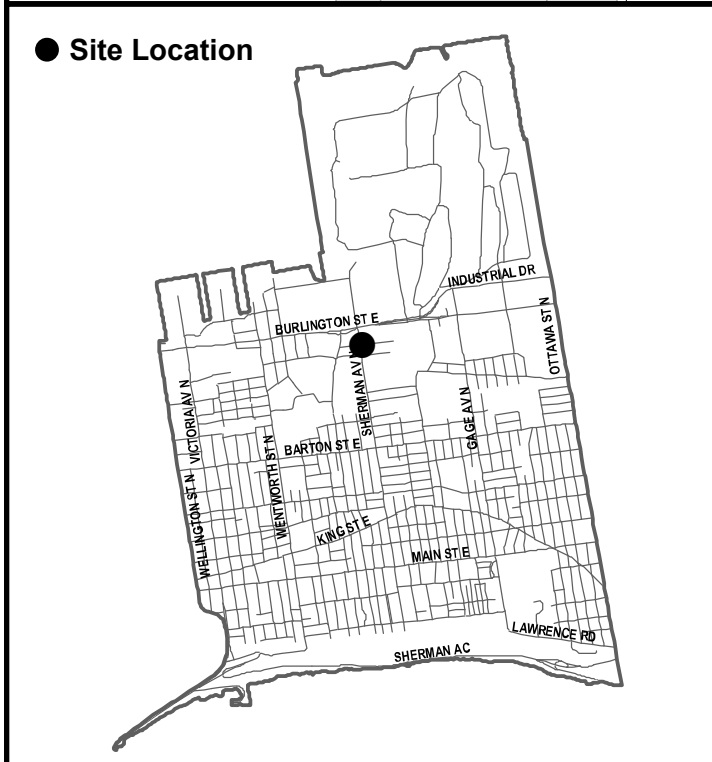 Site Location
INDUSTRIAL DR
BURLINGTON ST E
OTTAWA ST N
SHERMAN AV N
VICTORIA AV N
GAGE AV N
BARTON ST E
WENTWORTH ST N
WELLINGTON ST N
KING ST E
MAIN ST E
LAWRENCE RD
SHERMAN AC